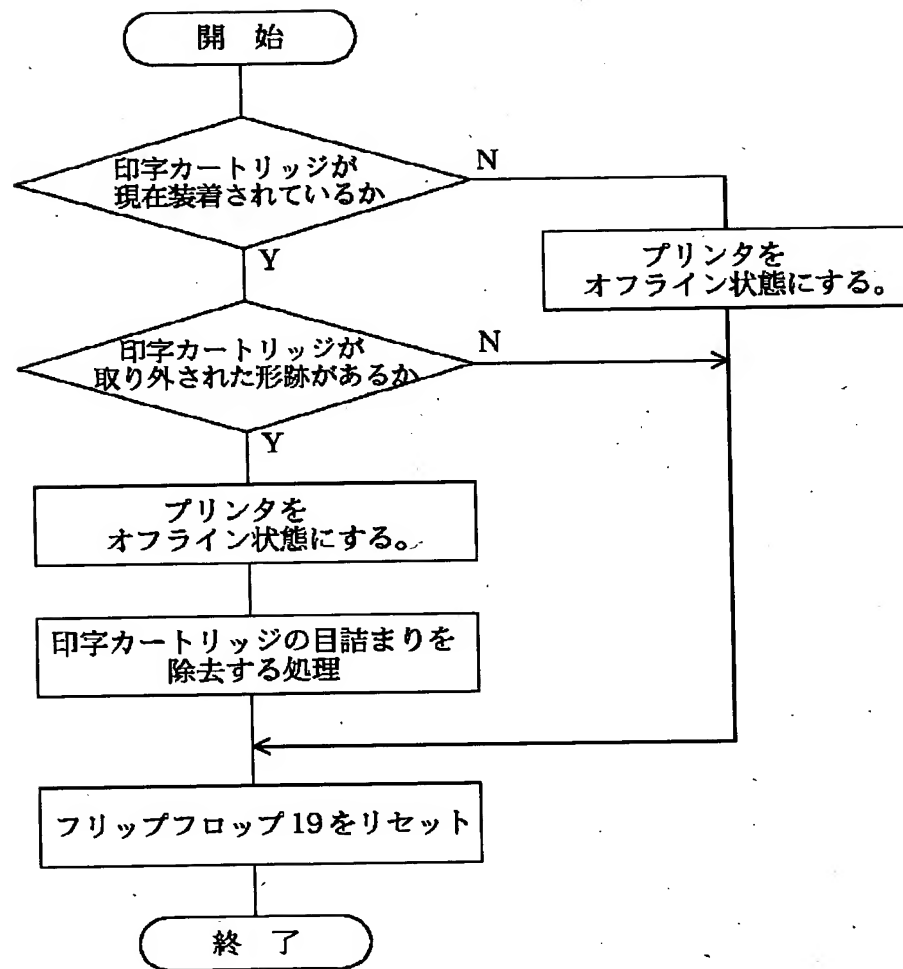 開 始
印字カートリッジが
現在装着されているか
N
Y
プリンタを
オフライン状態にする。
印字カートリッジが
取り外された形跡があるか
N
Y
プリンタを
オフライン状態にする。
印字カートリッジの目詰まりを
除去する処理
フリップフロップ19をリセット
終 了